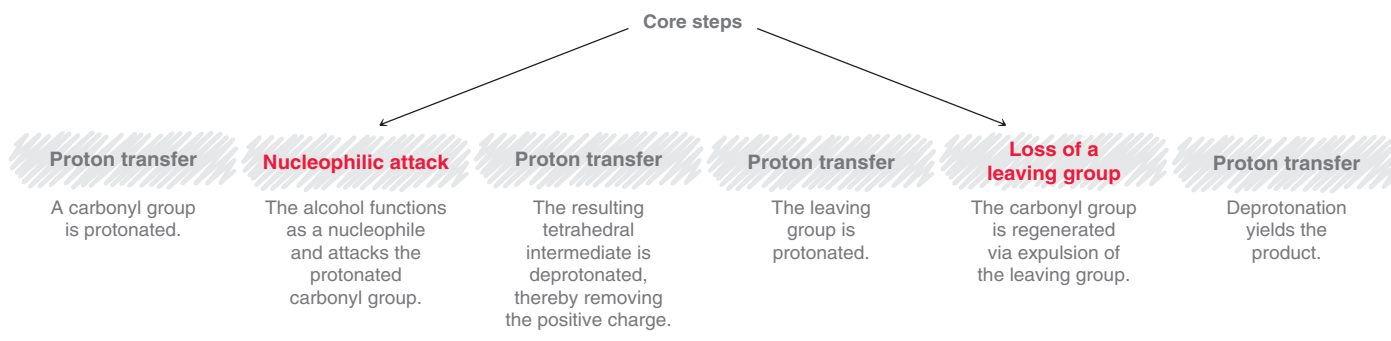 Core steps
Proton transfer
A carbonyl group
is protonated.
Nucleophilic attack
The alcohol functions
as a nucleophile
and attacks the
protonated
carbonyl group.
Proton transfer
The resulting
tetrahedral
intermediate is
deprotonated,
thereby removing
the positive charge.
Proton transfer
The leaving
group is
protonated.
Loss of a
leaving group
The carbonyl group
is regenerated
via expulsion of
the leaving group.
Proton transfer
Deprotonation
yields the
product.